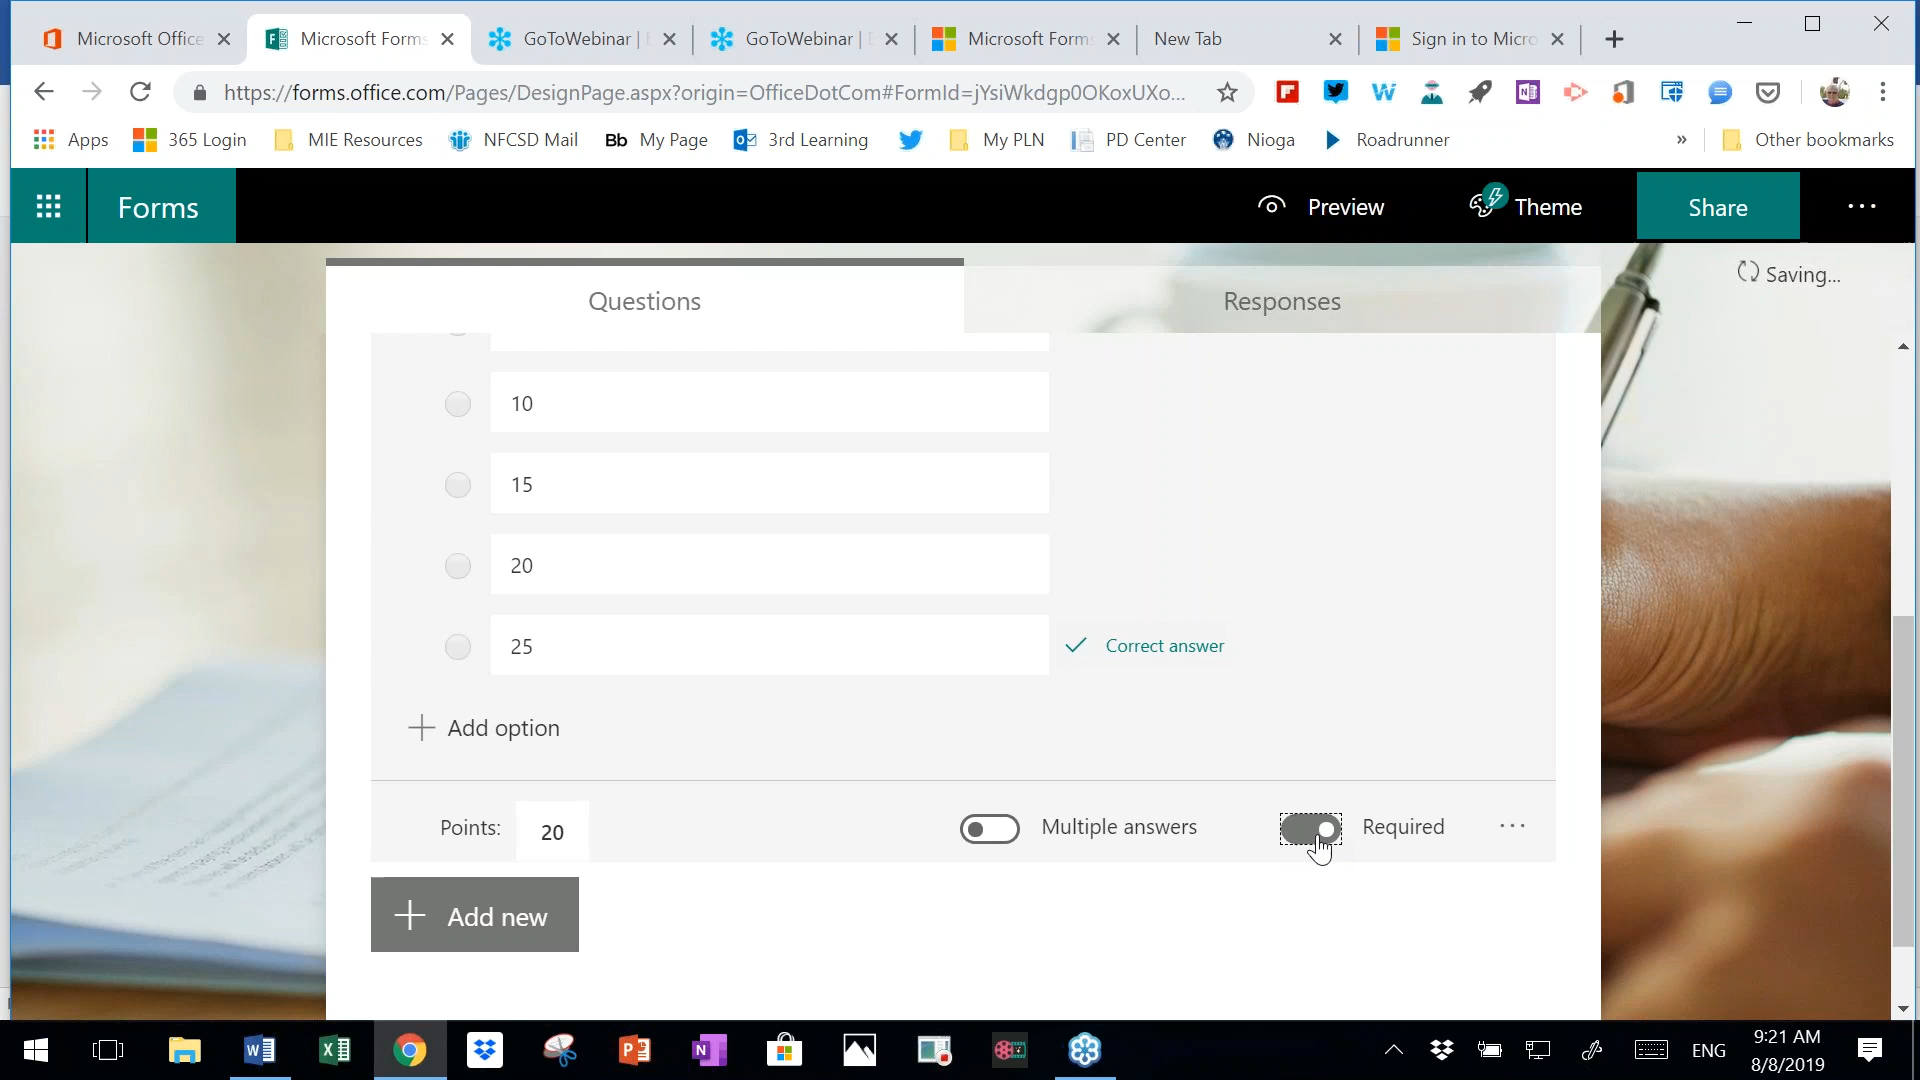 Microsoft Office
Microsoft Forms
GoToWebinar |
GoToWebinar |
Microsoft Forms
New Tab
Sign in to Micro
https://forms.office.com/Pages/DesignPage.aspx?origin=OfficeDotCom#FormId=jYsiWkdgp0OKoxUXo...
Apps
365 Login
MIE Resources
NFCSD Mail
Bb My Page
3rd Learning
My PLN
PD Center
Nioga
Roadrunner
»
Other bookmarks
Forms
Preview
Theme
Share
...
Saving...
Questions
Responses
10
15
20
25
Correct answer
Add option
Points: 20
Multiple answers
Required
...
Add new
ENG
9:21 AM
8/8/2019